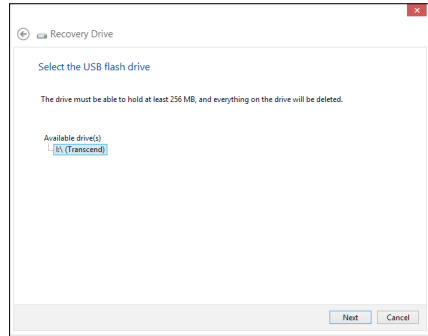 Recovery Drive
Select the USB flash drive
The drive must be able to hold at least 256 MB, and everything on the drive will be deleted.
Available drive(s)
I:\ (Transcend)
Next
Cancel